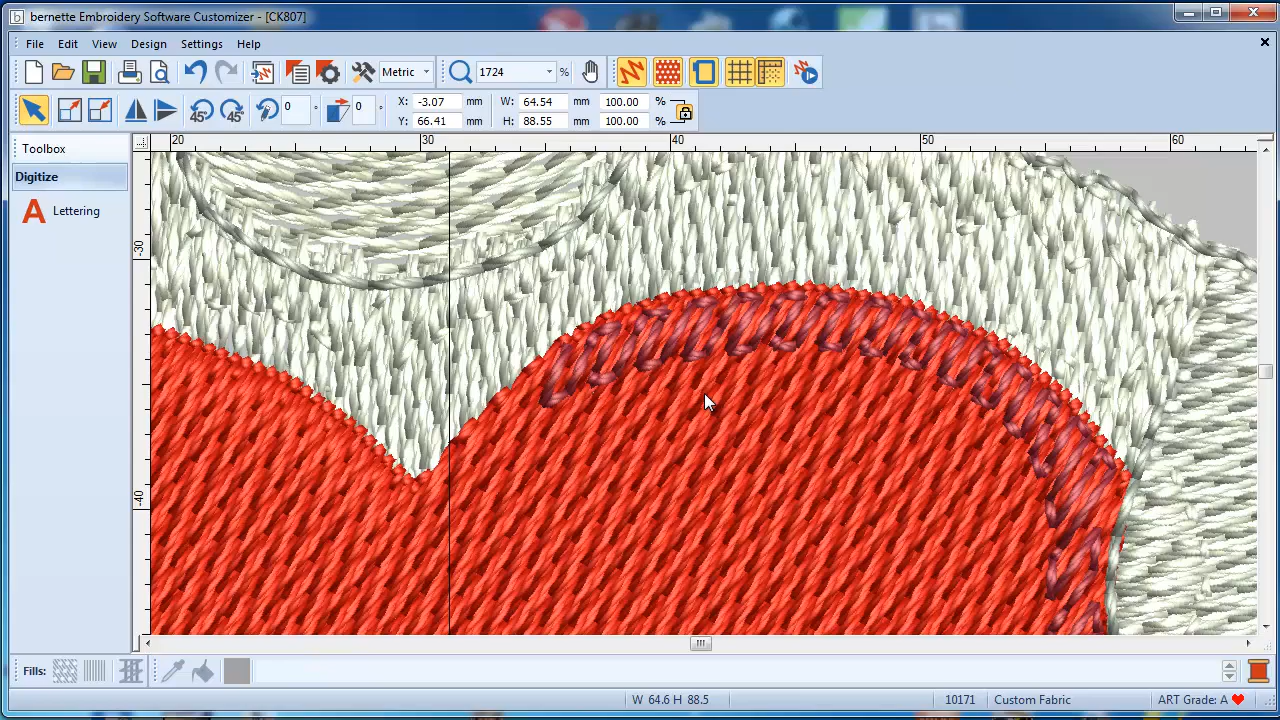 bernette Embroidery Software Customizer - [CK807]
File Edit View Design Settings Help
Metric 1724 %
45° 45° 0 ° 0 ° X: -3.07 mm W: 64.54 mm 100.00 %
Y: 66.41 mm H: 88.55 mm 100.00 %
Toolbox
Digitize
A Lettering
20 30 40 50 60
-30
-40
Fills:
W 64.6 H 88.5 10171 Custom Fabric ART Grade: A